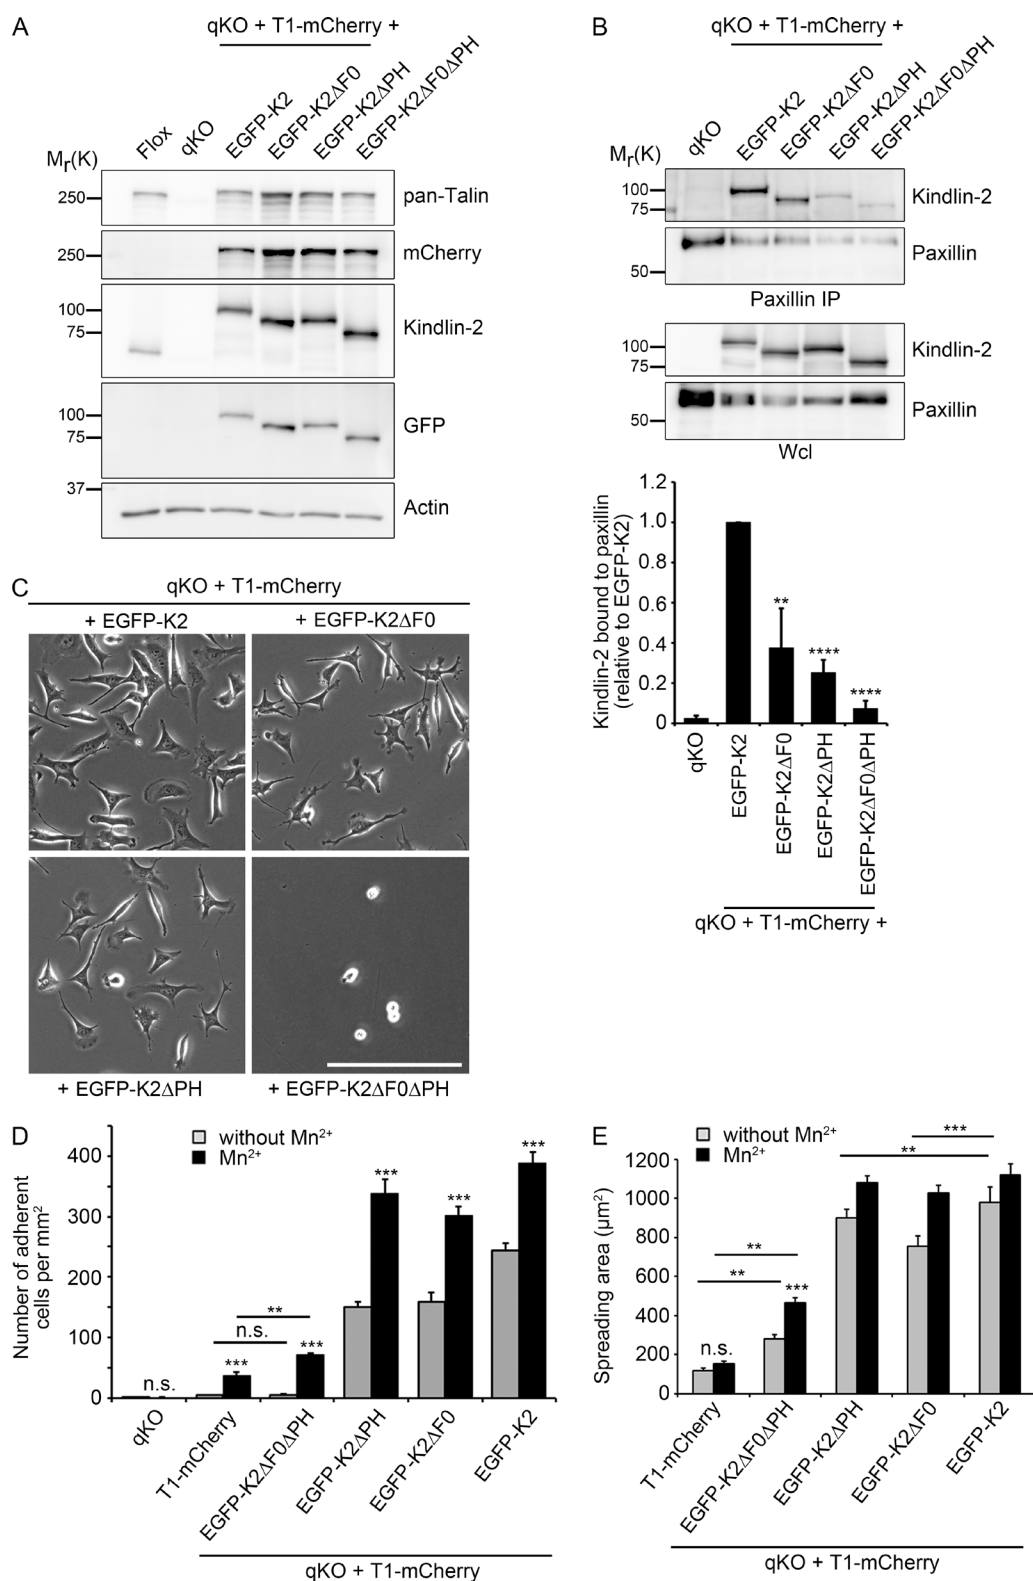 A
qKO + T1-mCherry +
Flox
qKO
EGFP-K2
EGFP-K2ΔF0
EGFP-K2ΔPH
EGFP-K2ΔF0ΔPH
Mr(K)
250
pan-Talin
250
mCherry
100
75
Kindlin-2
100
75
GFP
37
Actin
B
qKO + T1-mCherry +
qKO
EGFP-K2
EGFP-K2ΔF0
EGFP-K2ΔPH
EGFP-K2ΔF0ΔPH
Mr(K)
100
75
Kindlin-2
50
Paxillin
Paxillin IP
100
75
Kindlin-2
50
Paxillin
Wcl
Kindlin-2 bound to paxillin
(relative to EGFP-K2)
1.2
1.0
0.8
0.6
0.4
0.2
0
**
****
****
qKO
EGFP-K2
EGFP-K2ΔF0
EGFP-K2ΔPH
EGFP-K2ΔF0ΔPH
qKO + T1-mCherry +
C
qKO + T1-mCherry
+ EGFP-K2
+ EGFP-K2ΔF0
+ EGFP-K2ΔPH
+ EGFP-K2ΔF0ΔPH
D
without Mn²⁺
Mn²⁺
Number of adherent
cells per mm²
400
300
200
100
0
n.s.
***
n.s.
**
***
***
***
***
qKO
T1-mCherry
EGFP-K2ΔF0ΔPH
EGFP-K2ΔPH
EGFP-K2ΔF0
EGFP-K2
qKO + T1-mCherry
E
without Mn²⁺
Mn²⁺
Spreading area (µm²)
1200
1000
800
600
400
200
0
n.s.
**
**
***
**
***
T1-mCherry
EGFP-K2ΔF0ΔPH
EGFP-K2ΔPH
EGFP-K2ΔF0
EGFP-K2
qKO + T1-mCherry